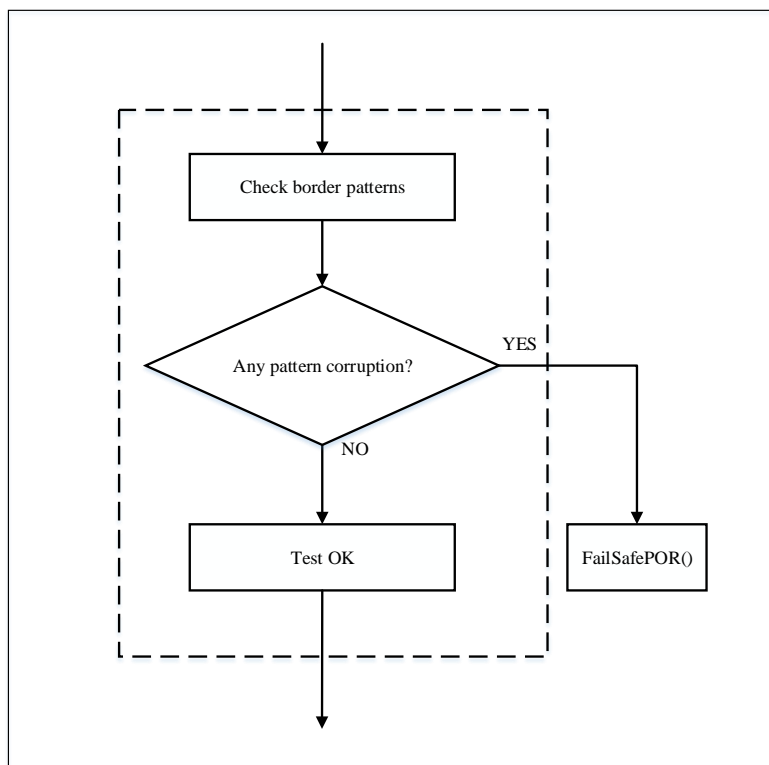 Check border patterns
Any pattern corruption?
YES
NO
Test OK
FailSafePOR()